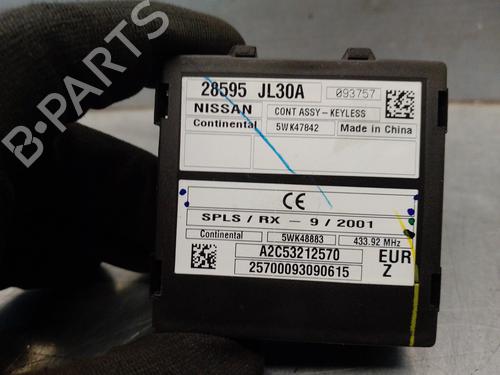 28595 JL30A 093757
NISSAN CONT ASSY-KEYLESS
Continental 5WK47842 Made in China
CE
SPLS / RX - 9 / 2001
Continental 5WK48883 433.92 MHz
A2C53212570 EUR
25700093090615 Z
B-PARTS